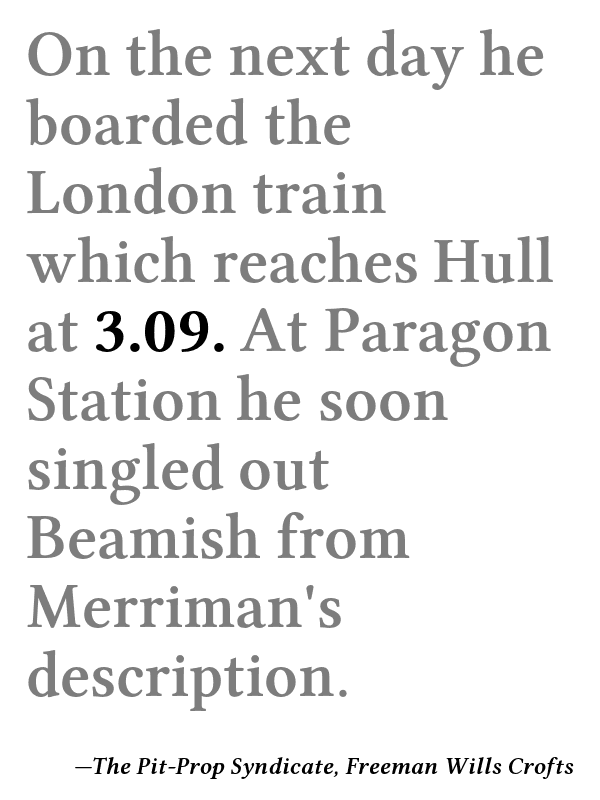 On the next day he
boarded the
London train
which reaches Hull
at 3.09. At Paragon
Station he soon
singled out
Beamish from
Merriman's
description.
—The Pit-Prop Syndicate, Freeman Wills Crofts